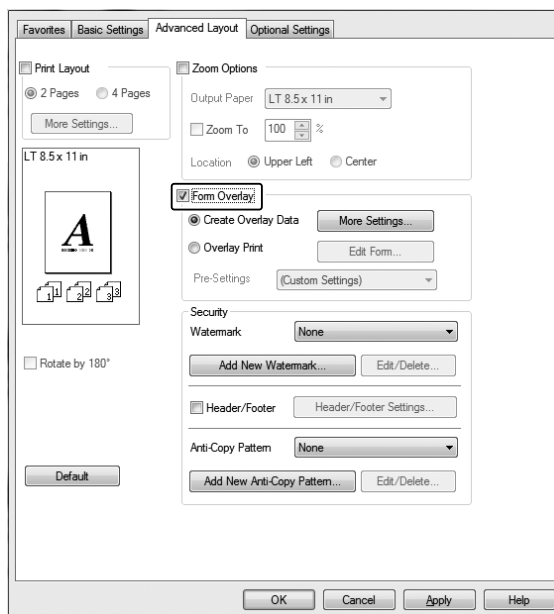 Favorites Basic Settings Advanced Layout Optional Settings
Print Layout
2 Pages 4 Pages
More Settings...
LT 8.5 x 11 in
A
1 1 2 2 3 3
Rotate by 180°
Default
Zoom Options
Output Paper LT 8.5 x 11 in
Zoom To 100 %
Location Upper Left Center
Form Overlay
Create Overlay Data More Settings...
Overlay Print Edit Form...
Pre-Settings (Custom Settings)
Security
Watermark None
Add New Watermark... Edit/Delete...
Header/Footer Header/Footer Settings...
Anti-Copy Pattern None
Add New Anti-Copy Pattern... Edit/Delete...
OK Cancel Apply Help